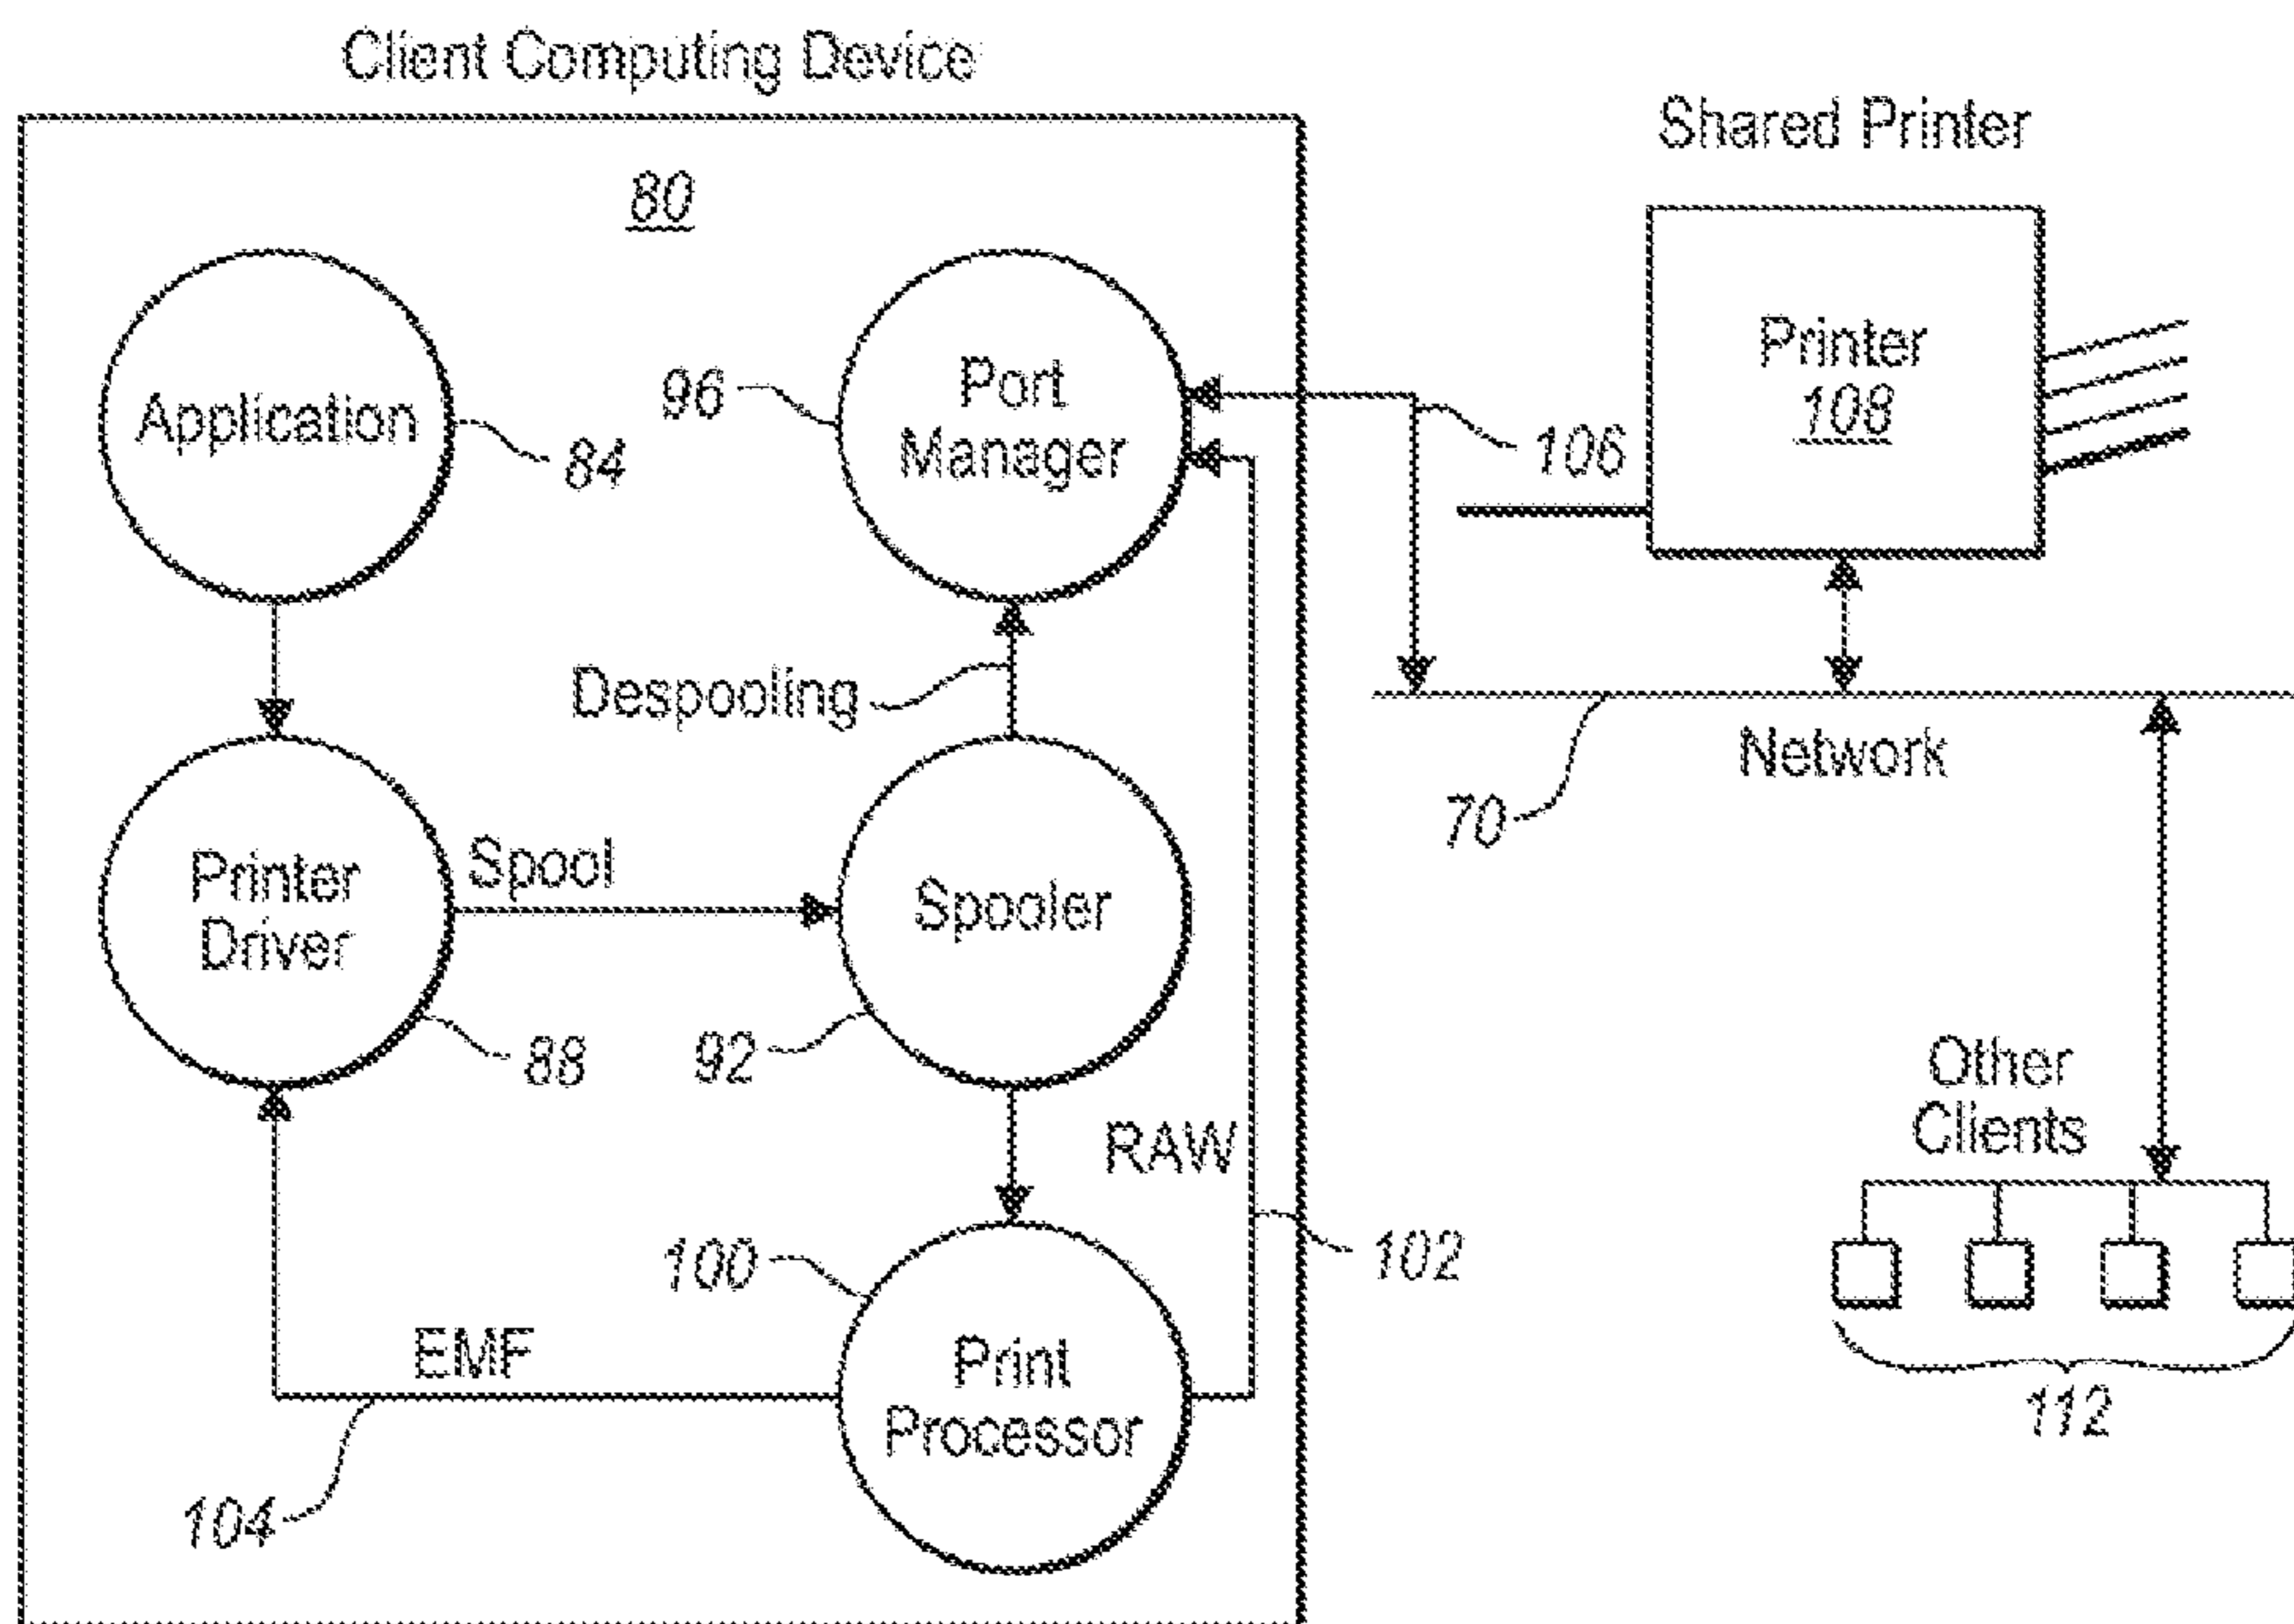 Client Computing Device
Shared Printer
80
Application
84
96
Port
Manager
106
Printer
108
Despooling
Network
70
Printer
Driver
88
Spool
Spooler
92
Other
Clients
RAW
102
100
EMF
104
Print
Processor
112